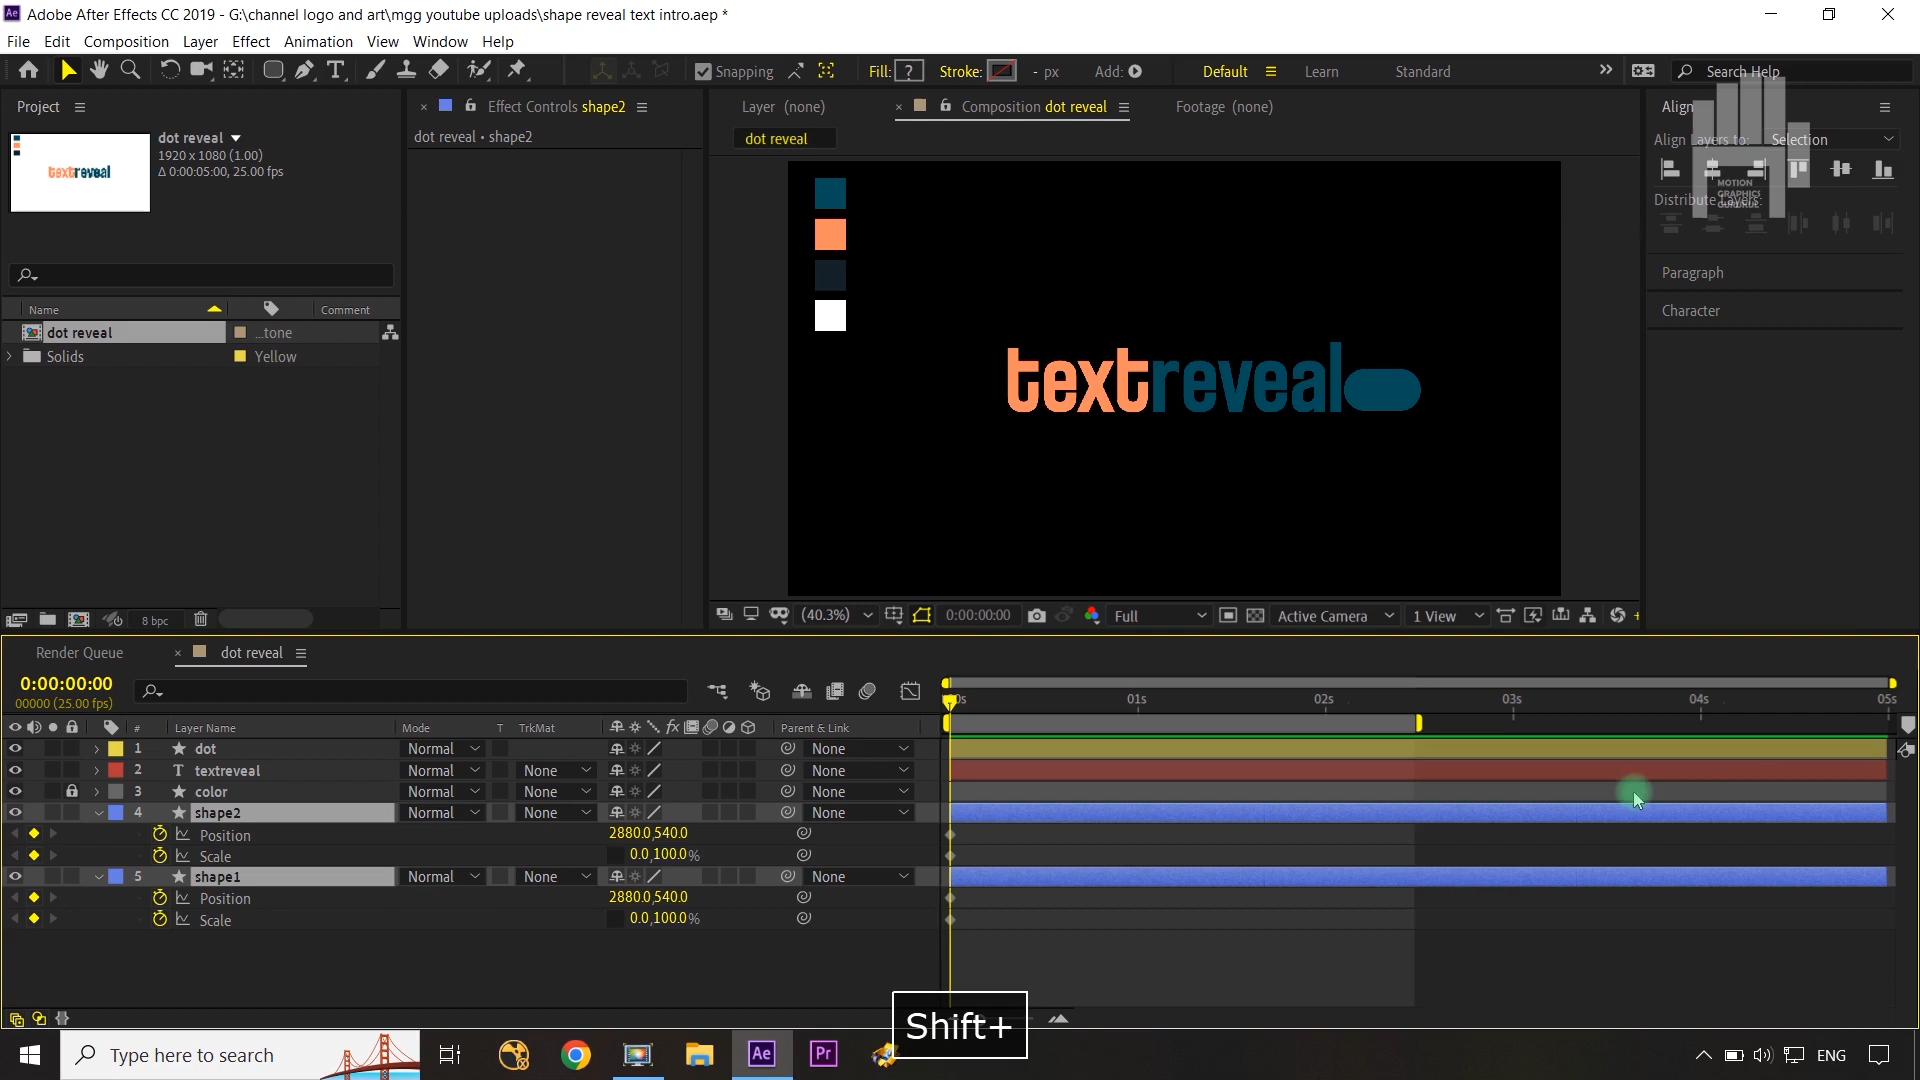 Adobe After Effects CC 2019 - G:\channel logo and art\mgg youtube uploads\shape reveal text intro.aep *
File Edit Composition Layer Effect Animation View Window Help
Snapping Fill: ? Stroke: - px Add: Default Learn Standard Search Help
Project
Effect Controls shape2
Layer (none)
Composition dot reveal
Footage (none)
Align
dot reveal
1920 x 1080 (1.00)
Δ 0:00:05:00, 25.00 fps
dot reveal • shape2
dot reveal
Align Layers to: Selection
MOTION
GRAPHICS
Distribute Layers:
Paragraph
Character
textreveal
textreveal
Name Comment
dot reveal ...tone
Solids Yellow
8 bpc
(40.3%) 0:00:00:00 Full Active Camera 1 View
Render Queue dot reveal
0:00:00:00
00000 (25.00 fps)
00s 01s 02s 03s 04s 05s
# Layer Name Mode T TrkMat fx Parent & Link
1 dot Normal None
2 T textreveal Normal None None
3 color Normal None None
4 shape2 Normal None None
Position 2880.0,540.0
Scale 0.0,100.0%
5 shape1 Normal None None
Position 2880.0,540.0
Scale 0.0,100.0%
Shift+
Type here to search
Ae Pr
ENG